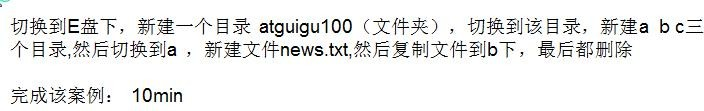 切换到E盘下，新建一个目录 atguigu100（文件夹），切换到该目录，新建a b c三
个目录,然后切换到a ，新建文件news.txt,然后复制文件到b下，最后都删除
完成该案例： 10min